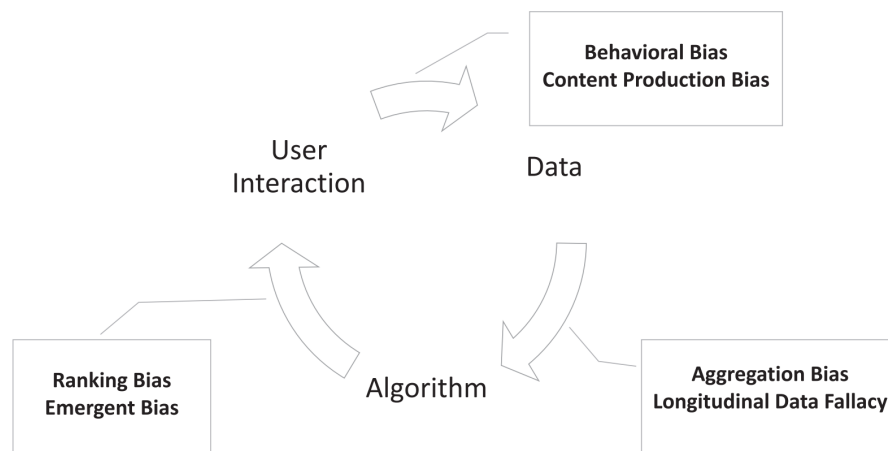 Behavioral Bias
Content Production Bias
User
Interaction
Data
Algorithm
Ranking Bias
Emergent Bias
Aggregation Bias
Longitudinal Data Fallacy